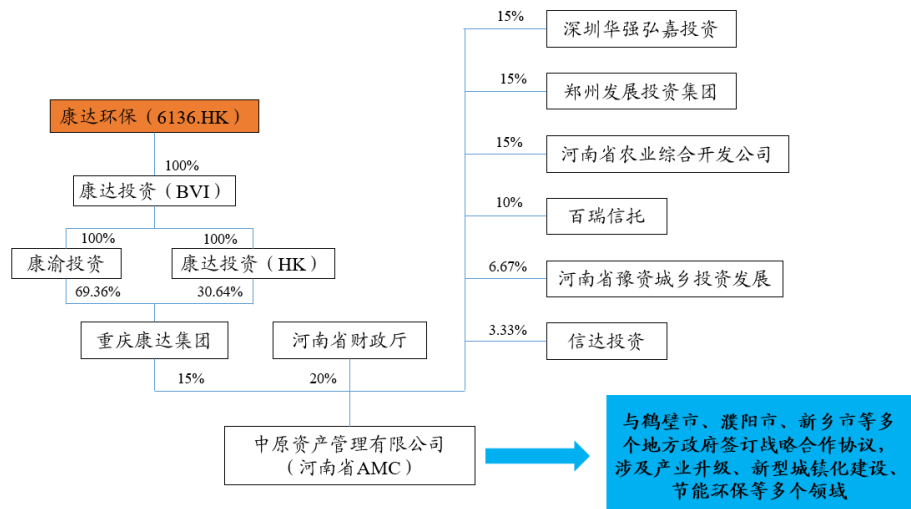 15%
深圳华强弘嘉投资
15%
郑州发展投资集团
康达环保（6136.HK）
15%
河南省农业综合开发公司
100%
康达投资（BVI）
10%
百瑞信托
100%
100%
康渝投资
康达投资（HK）
6.67%
河南省豫资城乡投资发展
69.36%
30.64%
3.33%
信达投资
重庆康达集团
河南省财政厅
15%
20%
中原资产管理有限公司
（河南省AMC）
与鹤壁市、濮阳市、新乡市等多
个地方政府签订战略合作协议，
涉及产业升级、新型城镇化建设、
节能环保等多个领域